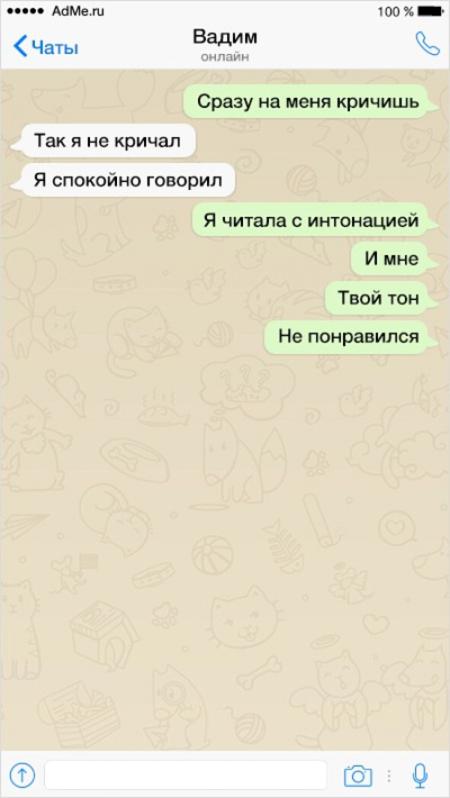 AdMe.ru 100 %
Чаты Вадим
онлайн
Сразу на меня кричишь
Так я не кричал
Я спокойно говорил
Я читала с интонацией
И мне
Твой тон
Не понравился